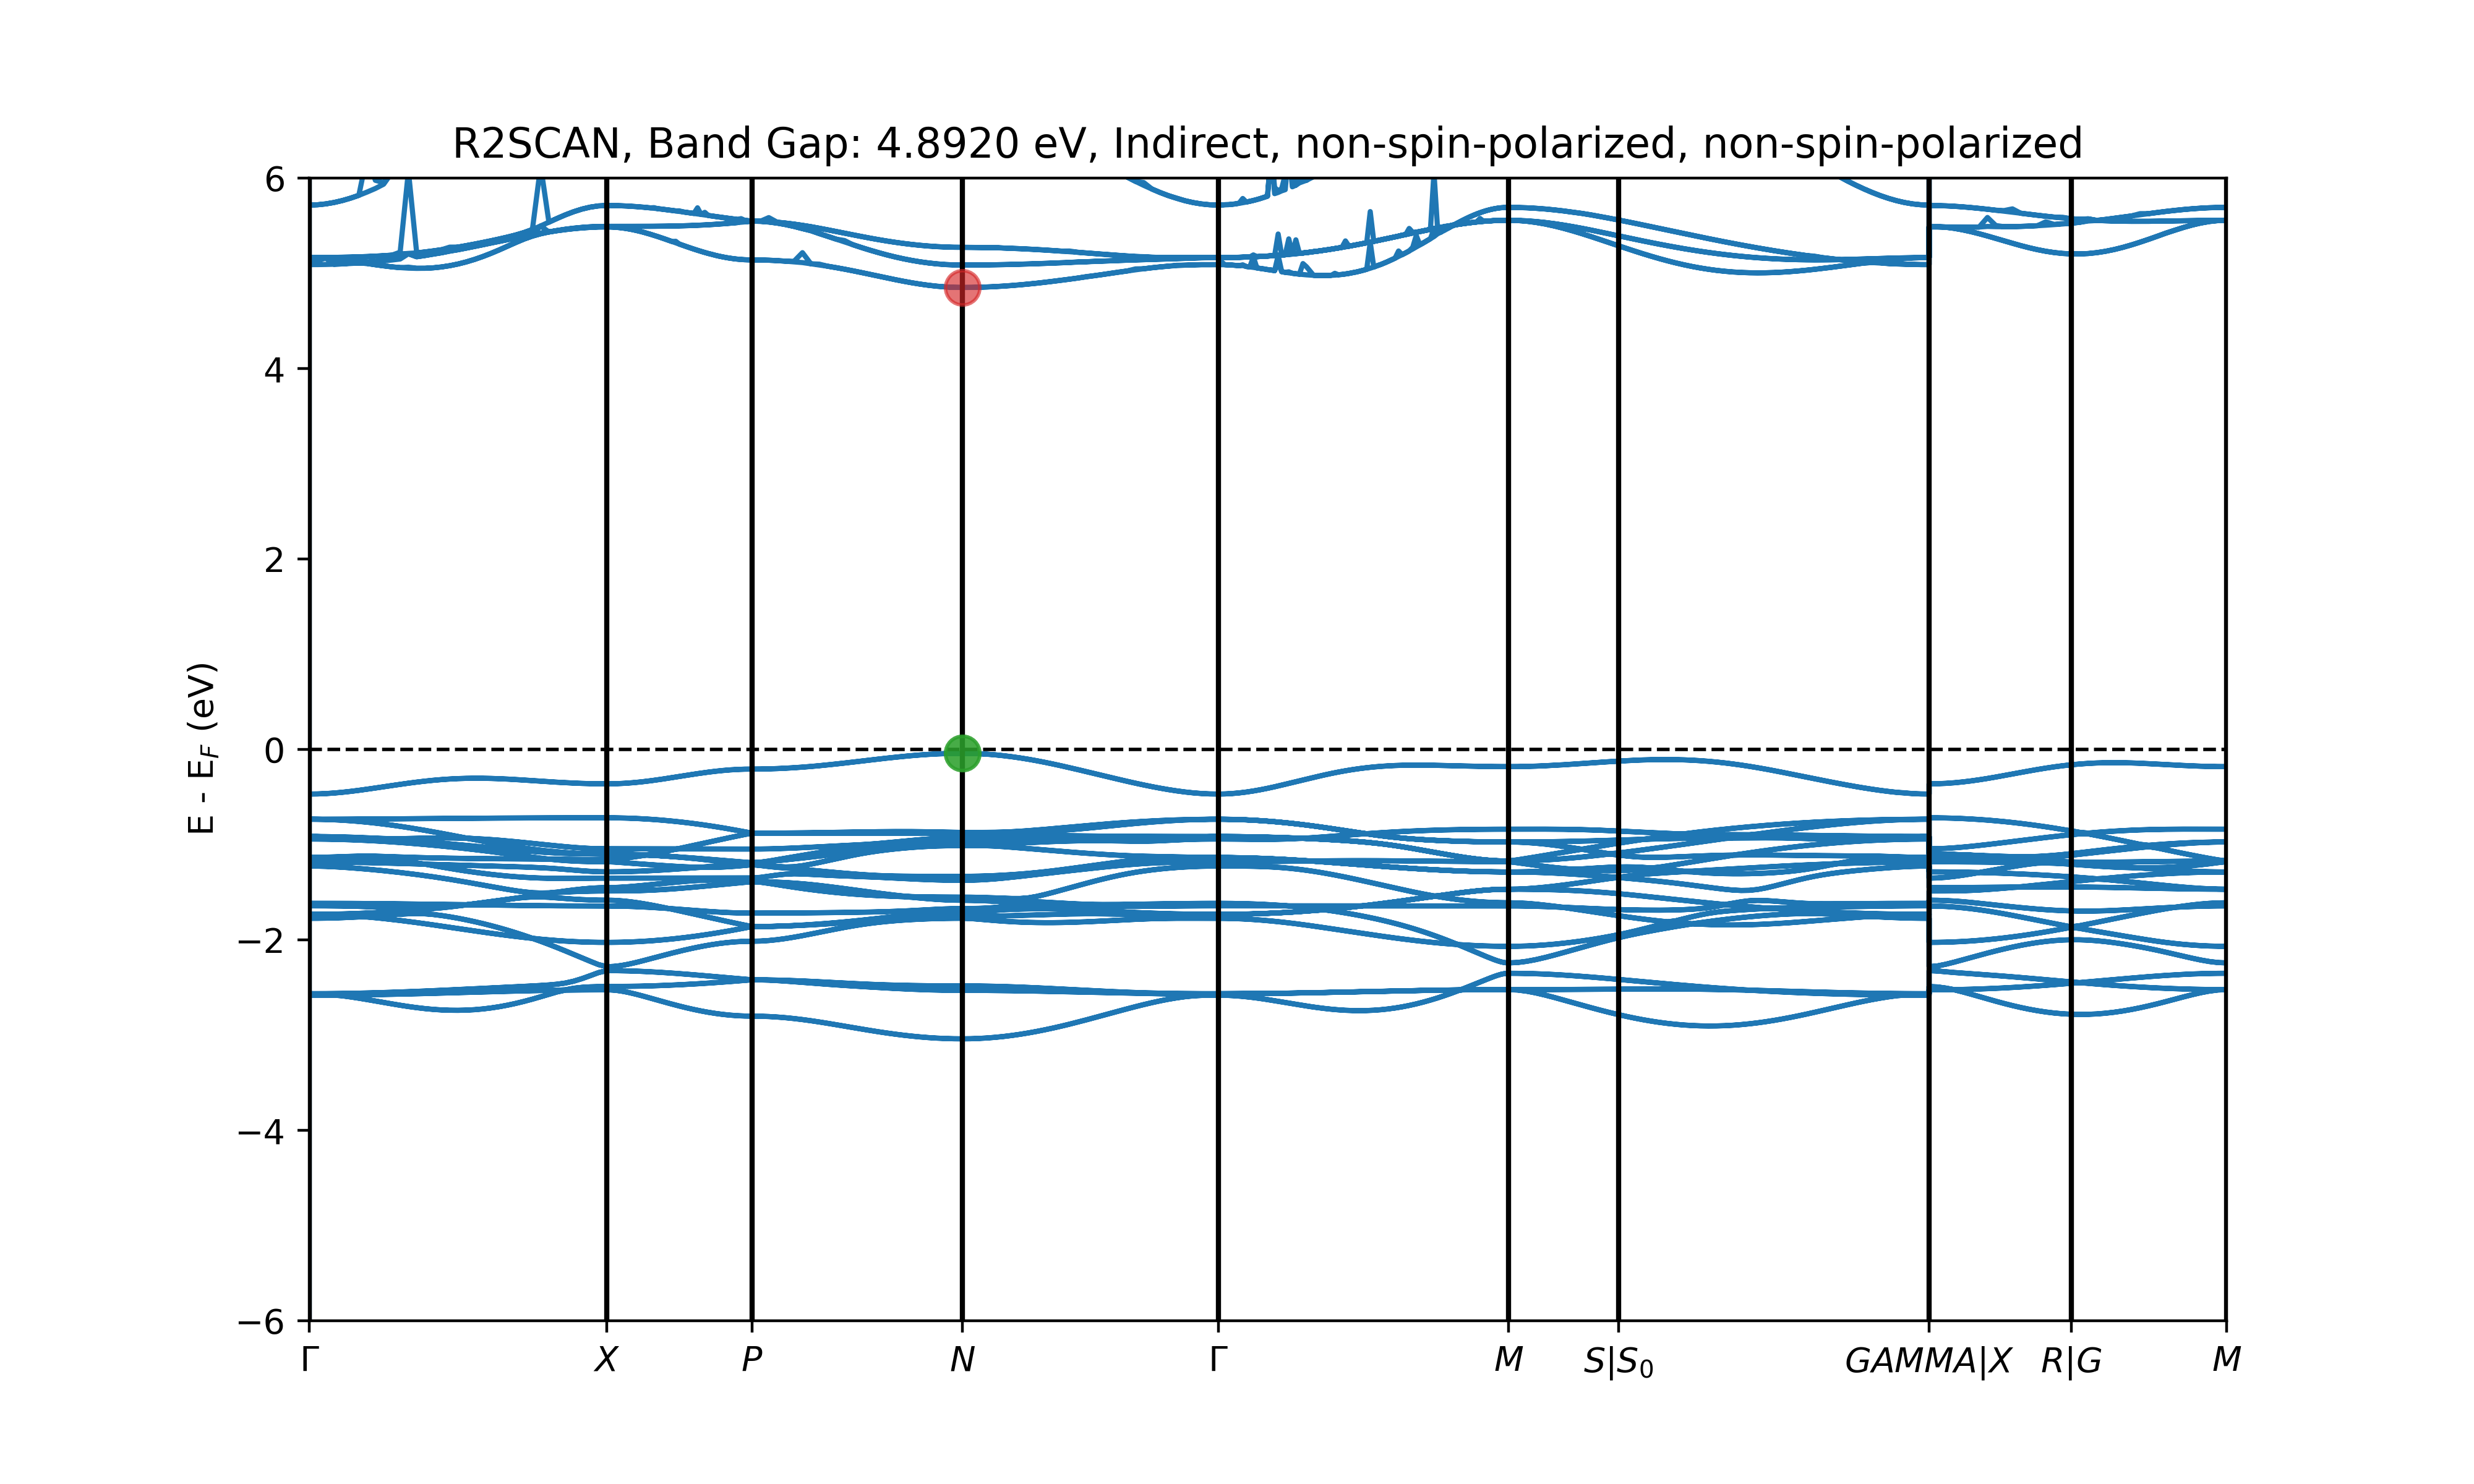 R2SCAN, Band Gap: 4.8920 eV, Indirect, non-spin-polarized, non-spin-polarized
6
4
2
0
−2
−4
−6
E - E_F (eV)
Γ X P N Γ M S|S₀ GAMMA|X R|G M